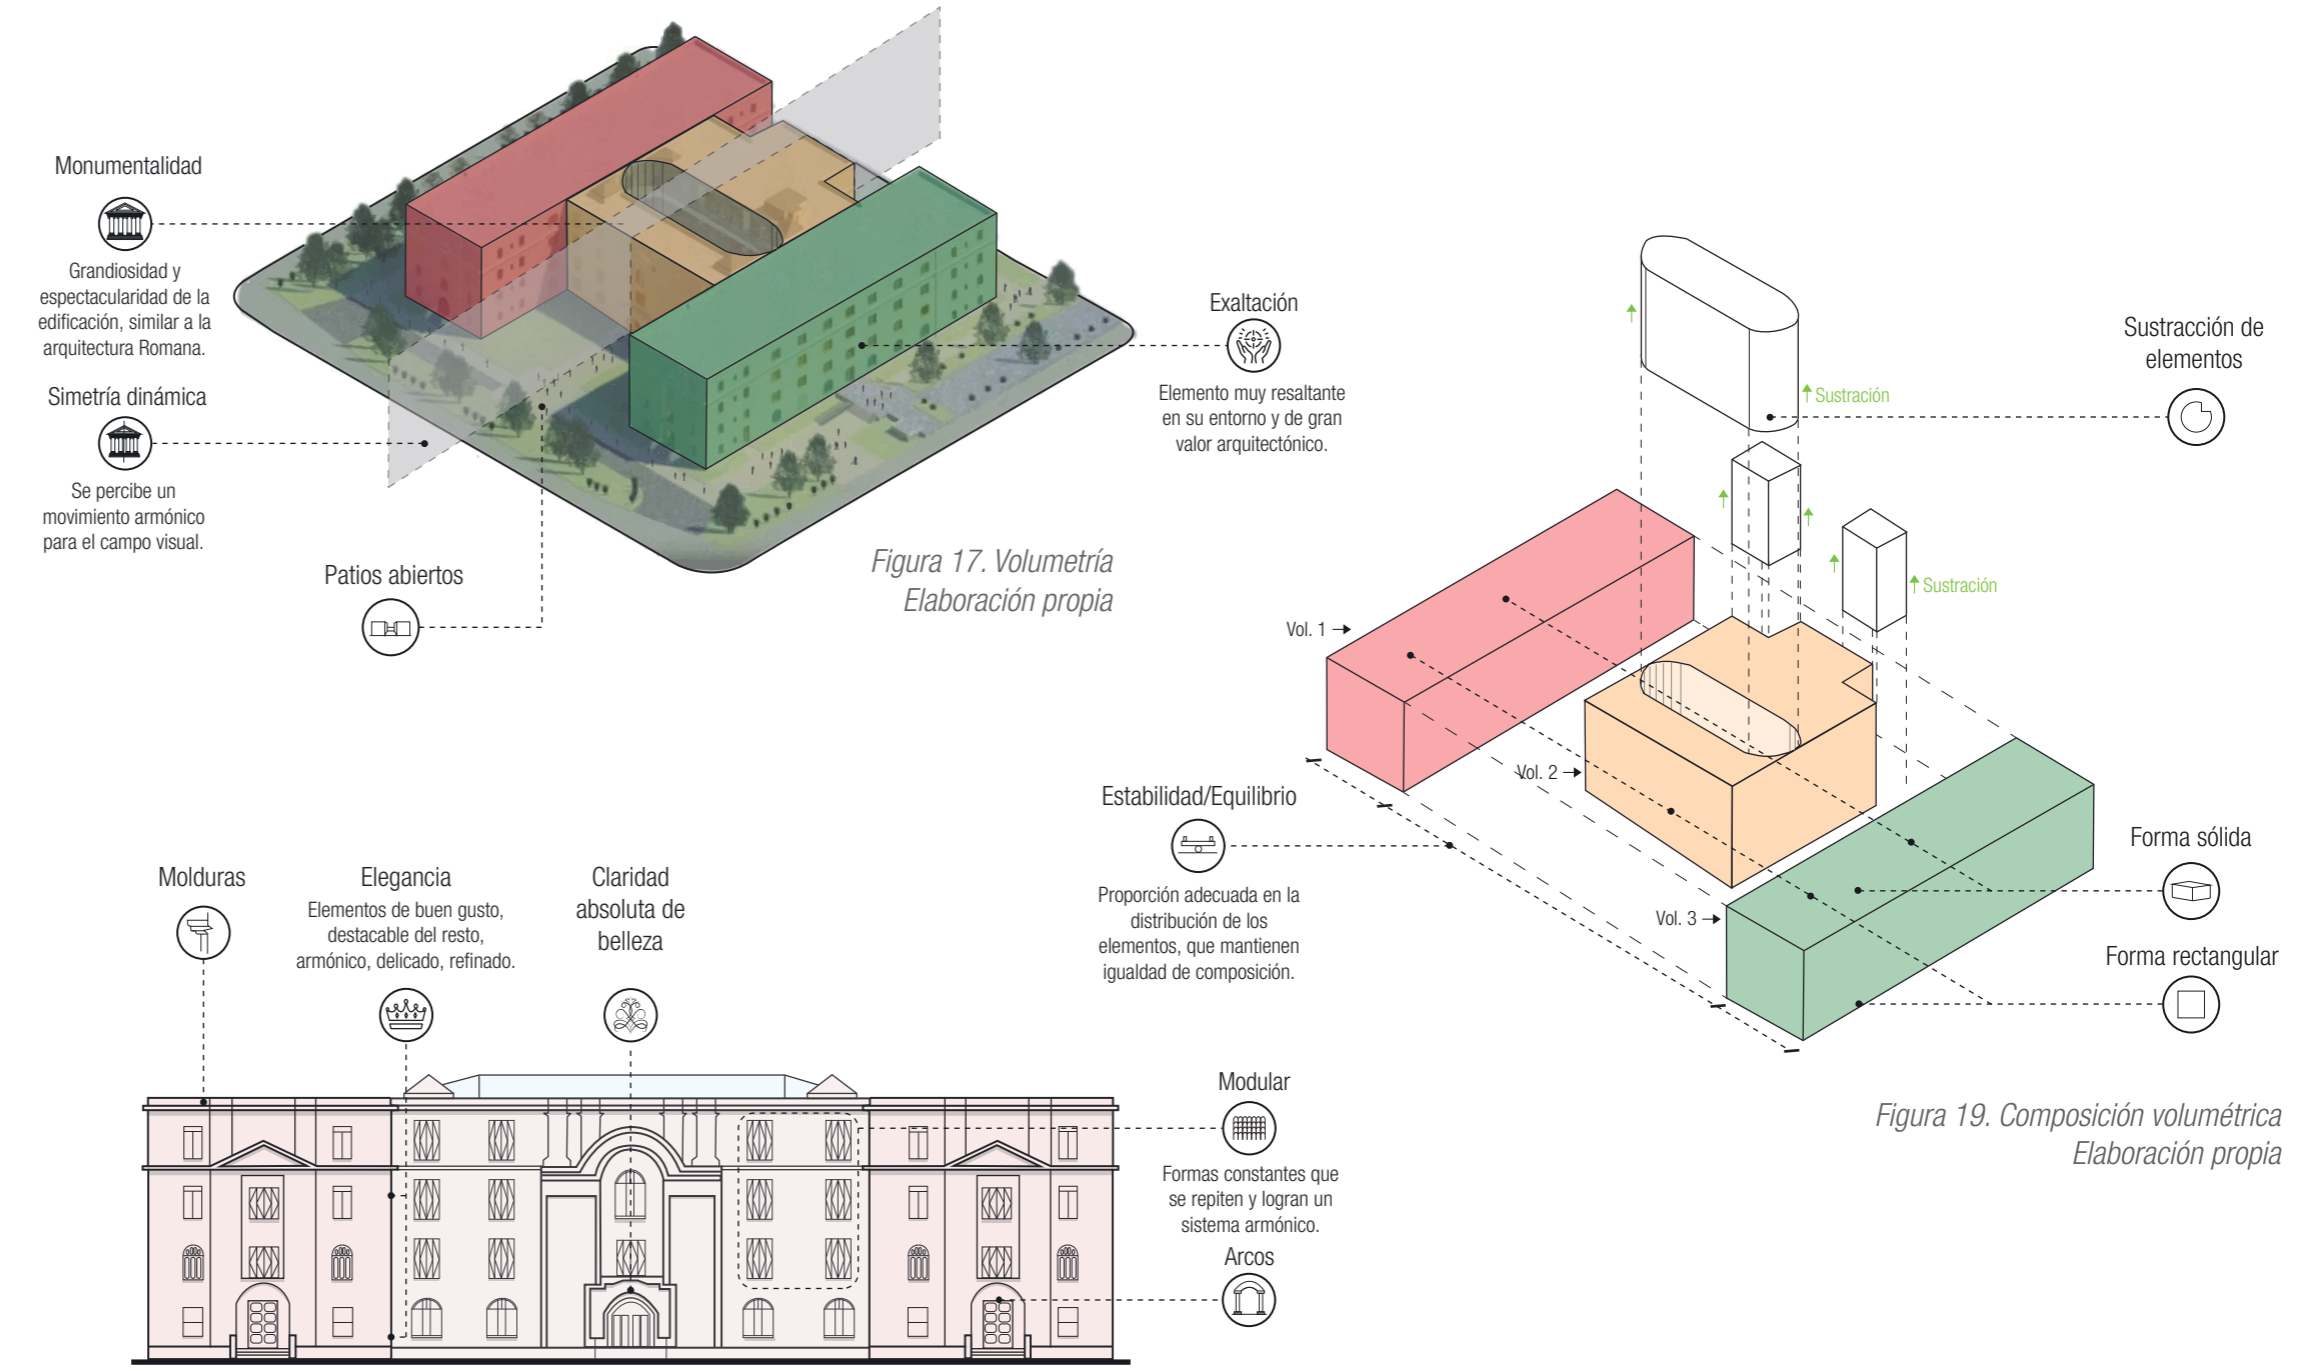 Monumentalidad
Grandiosidad y
espectacularidad de la
edificación, similar a la
arquitectura Romana.
Simetría dinámica
Se percibe un
movimiento armónico
para el campo visual.
Patios abiertos
Exaltación
Elemento muy resaltante
en su entorno y de gran
valor arquitectónico.
Figura 17. Volumetría
Elaboración propia
Sustracción de
elementos
Sustración
Sustración
Vol. 1
Vol. 2
Vol. 3
Estabilidad/Equilibrio
Proporción adecuada en la
distribución de los
elementos, que mantienen
igualdad de composición.
Forma sólida
Forma rectangular
Figura 19. Composición volumétrica
Elaboración propia
Molduras
Elegancia
Elementos de buen gusto,
destacable del resto,
armónico, delicado, refinado.
Claridad
absoluta de
belleza
Modular
Formas constantes que
se repiten y logran un
sistema armónico.
Arcos